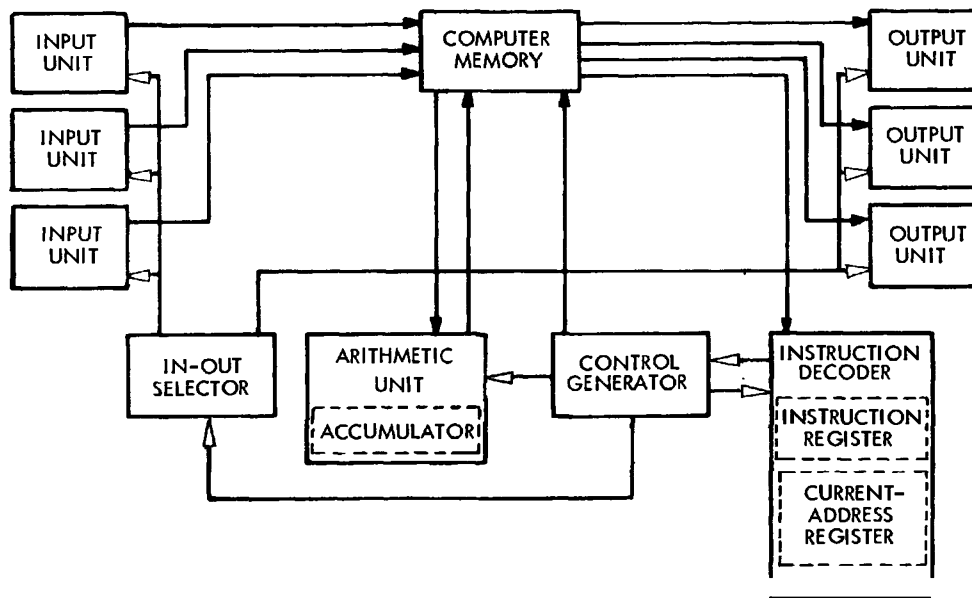 INPUT
UNIT
COMPUTER
MEMORY
OUTPUT
UNIT
INPUT
UNIT
OUTPUT
UNIT
INPUT
UNIT
OUTPUT
UNIT
IN-OUT
SELECTOR
ARITHMETIC
UNIT
ACCUMULATOR
CONTROL
GENERATOR
INSTRUCTION
DECODER
INSTRUCTION
REGISTER
CURRENT-
ADDRESS
REGISTER